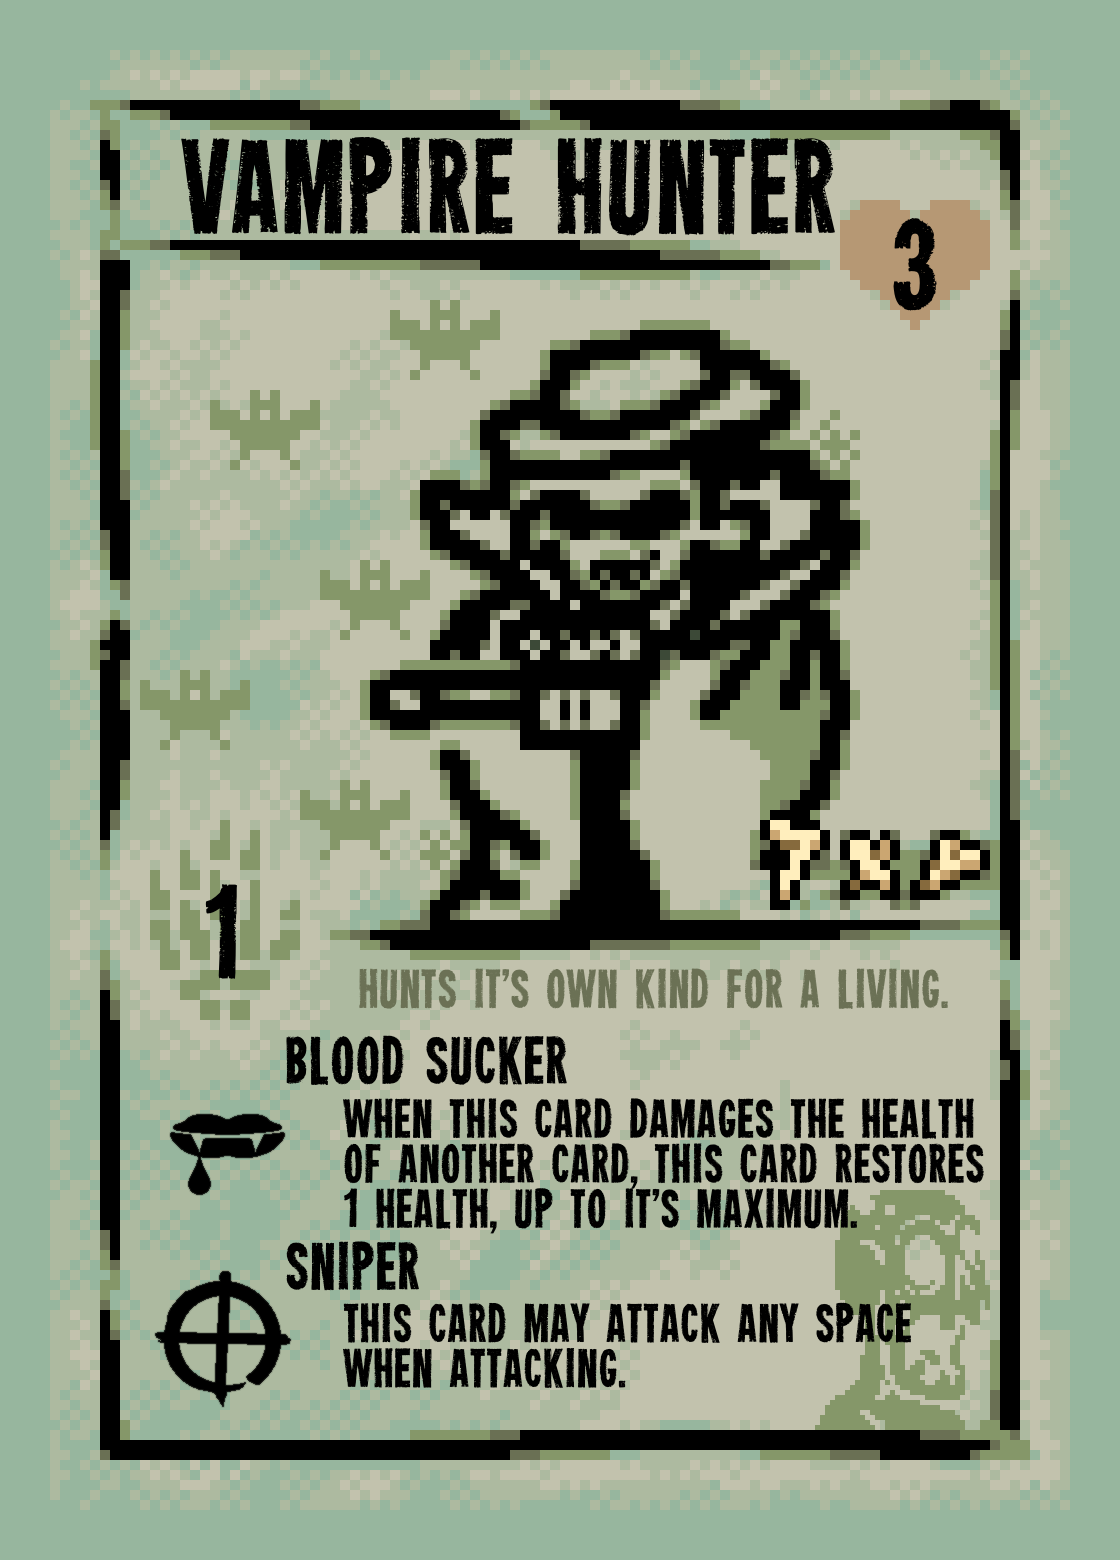 VAMPIRE HUNTER
3
7 X
1
HUNTS IT'S OWN KIND FOR A LIVING.
BLOOD SUCKER
WHEN THIS CARD DAMAGES THE HEALTH
OF ANOTHER CARD, THIS CARD RESTORES
1 HEALTH, UP TO IT'S MAXIMUM.
SNIPER
THIS CARD MAY ATTACK ANY SPACE
WHEN ATTACKING.